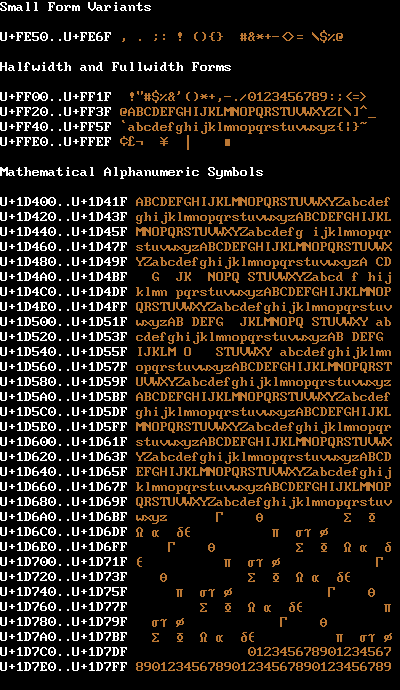 Small Form Variants
U+FE50..U+FE6F , . ;: ! (){}  #&*+-<>= \$%@
Halfwidth and Fullwidth Forms
U+FF00..U+FF1F  !"#$%&'()*+,-./0123456789:;<=>
U+FF20..U+FF3F @ABCDEFGHIJKLMNOPQRSTUVWXYZ[\]^_
U+FF40..U+FF5F `abcdefghijklmnopqrstuvwxyz{|}~
U+FFE0..U+FFEF ¢£¬  ¥  │    ■
Mathematical Alphanumeric Symbols
U+1D400..U+1D41F ABCDEFGHIJKLMNOPQRSTUVWXYZabcdef
U+1D420..U+1D43F ghijklmnopqrstuvwxyzABCDEFGHIJKL
U+1D440..U+1D45F MNOPQRSTUVWXYZabcdefg ijklmnopqr
U+1D460..U+1D47F stuvwxyzABCDEFGHIJKLMNOPQRSTUVWX
U+1D480..U+1D49F YZabcdefghijklmnopqrstuvwxyzA CD
U+1D4A0..U+1D4BF   G  JK  NOPQ STUVWXYZabcd f hij
U+1D4C0..U+1D4DF klmn pqrstuvwxyzABCDEFGHIJKLMNOP
U+1D4E0..U+1D4FF QRSTUVWXYZabcdefghijklmnopqrstuv
U+1D500..U+1D51F wxyzAB DEFG  JKLMNOPQ STUVWXY ab
U+1D520..U+1D53F cdefghijklmnopqrstuvwxyzAB DEFG
U+1D540..U+1D55F IJKLM O   STUVWXY abcdefghijklmn
U+1D560..U+1D57F opqrstuvwxyzABCDEFGHIJKLMNOPQRST
U+1D580..U+1D59F UVWXYZabcdefghijklmnopqrstuvwxyz
U+1D5A0..U+1D5BF ABCDEFGHIJKLMNOPQRSTUVWXYZabcdef
U+1D5C0..U+1D5DF ghijklmnopqrstuvwxyzABCDEFGHIJKL
U+1D5E0..U+1D5FF MNOPQRSTUVWXYZabcdefghijklmnopqr
U+1D600..U+1D61F stuvwxyzABCDEFGHIJKLMNOPQRSTUVWX
U+1D620..U+1D63F YZabcdefghijklmnopqrstuvwxyzABCD
U+1D640..U+1D65F EFGHIJKLMNOPQRSTUVWXYZabcdefghij
U+1D660..U+1D67F klmnopqrstuvwxyzABCDEFGHIJKLMNOP
U+1D680..U+1D69F QRSTUVWXYZabcdefghijklmnopqrstuv
U+1D6A0..U+1D6BF wxyz      Γ    Θ          Σ  Φ
U+1D6C0..U+1D6DF Ω α  δε          π  στ φ
U+1D6E0..U+1D6FF     Γ    Θ          Σ  Φ  Ω α  δ
U+1D700..U+1D71F ε          π  στ φ            Γ
U+1D720..U+1D73F    Θ          Σ  Φ  Ω α  δε
U+1D740..U+1D75F      π  στ φ            Γ    Θ
U+1D760..U+1D77F         Σ  Φ  Ω α  δε          π
U+1D780..U+1D79F   στ φ            Γ    Θ
U+1D7A0..U+1D7BF   Σ  Φ  Ω α  δε          π  στ φ
U+1D7C0..U+1D7DF               012345678901234567
U+1D7E0..U+1D7FF 89012345678901234567890123456789